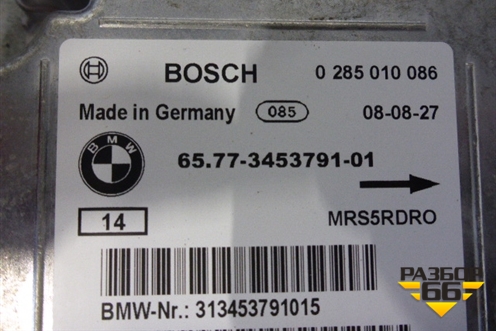 BOSCH 0 285 010 086
Made in Germany 085 08-08-27
BMW
65.77-3453791-01
14 MRS5RDRO
BMW-Nr.: 313453791015
РАЗБОР
66